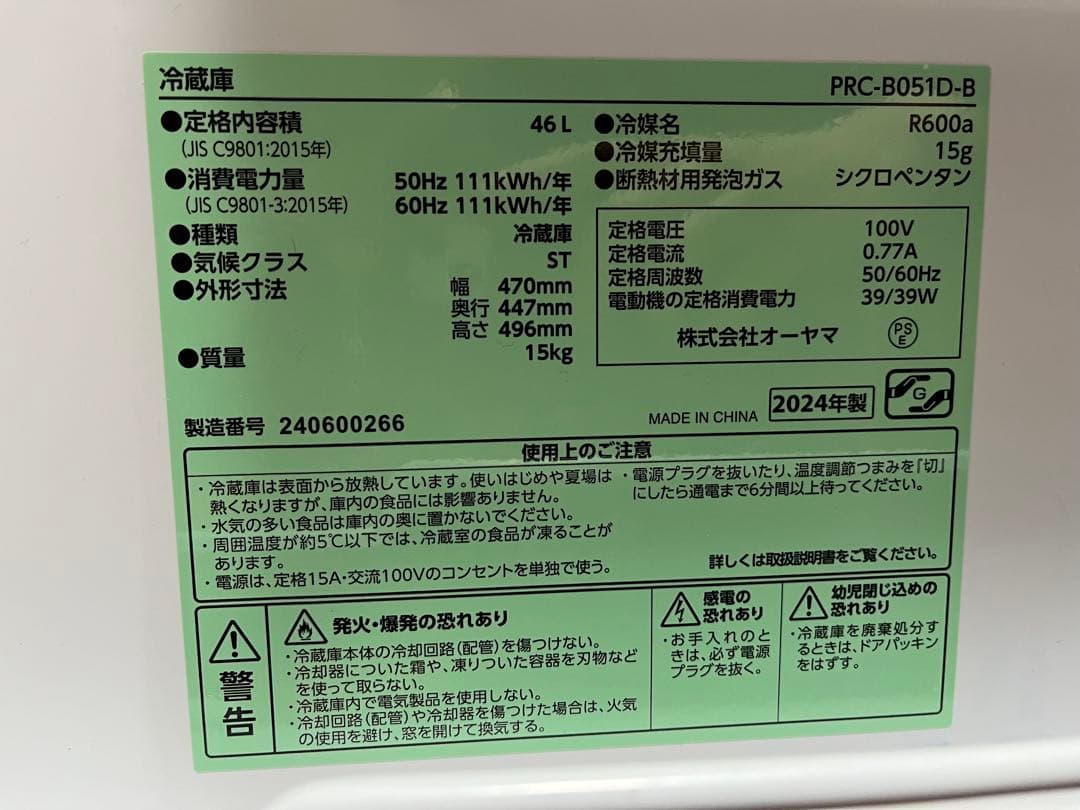 冷蔵庫
PRC-B051D-B
●定格内容積 46L
(JIS C9801:2015年)
●消費電力量 50Hz 111kWh/年
(JIS C9801-3:2015年) 60Hz 111kWh/年
●種類 冷蔵庫
●気候クラス ST
●外形寸法 幅 470mm
奥行 447mm
高さ 496mm
●質量 15kg
●冷媒名 R600a
●冷媒充填量 15g
●断熱材用発泡ガス シクロペンタン
定格電圧 100V
定格電流 0.77A
定格周波数 50/60Hz
電動機の定格消費電力 39/39W
株式会社オーヤマ PS E
製造番号 240600266
MADE IN CHINA 2024年製 G
使用上のご注意
・冷蔵庫は表面から放熱しています。使いはじめや夏場は
熱くなりますが、庫内の食品には影響ありません。
・水気の多い食品は庫内の奥に置かないでください。
・周囲温度が約5℃以下では、冷蔵室の食品が凍ることが
あります。
・電源は、定格15A・交流100Vのコンセントを単独で使う。
・電源プラグを抜いたり、温度調節つまみを「切」
にしたら通電まで6分間以上待ってください。
詳しくは取扱説明書をご覧ください。
警告
発火・爆発の恐れあり
・冷蔵庫本体の冷却回路(配管)を傷つけない。
・冷却器についた霜や、凍りついた容器を刃物など
を使って取らない。
・冷蔵庫内で電気製品を使用しない。
・冷却回路(配管)や冷却器を傷つけた場合は、火気
の使用を避け、窓を開けて換気する。
感電の
恐れあり
・お手入れのと
きは、必ず電源
プラグを抜く。
幼児閉じ込めの
恐れあり
・冷蔵庫を廃棄処分す
るときは、ドアパッキン
をはずす。